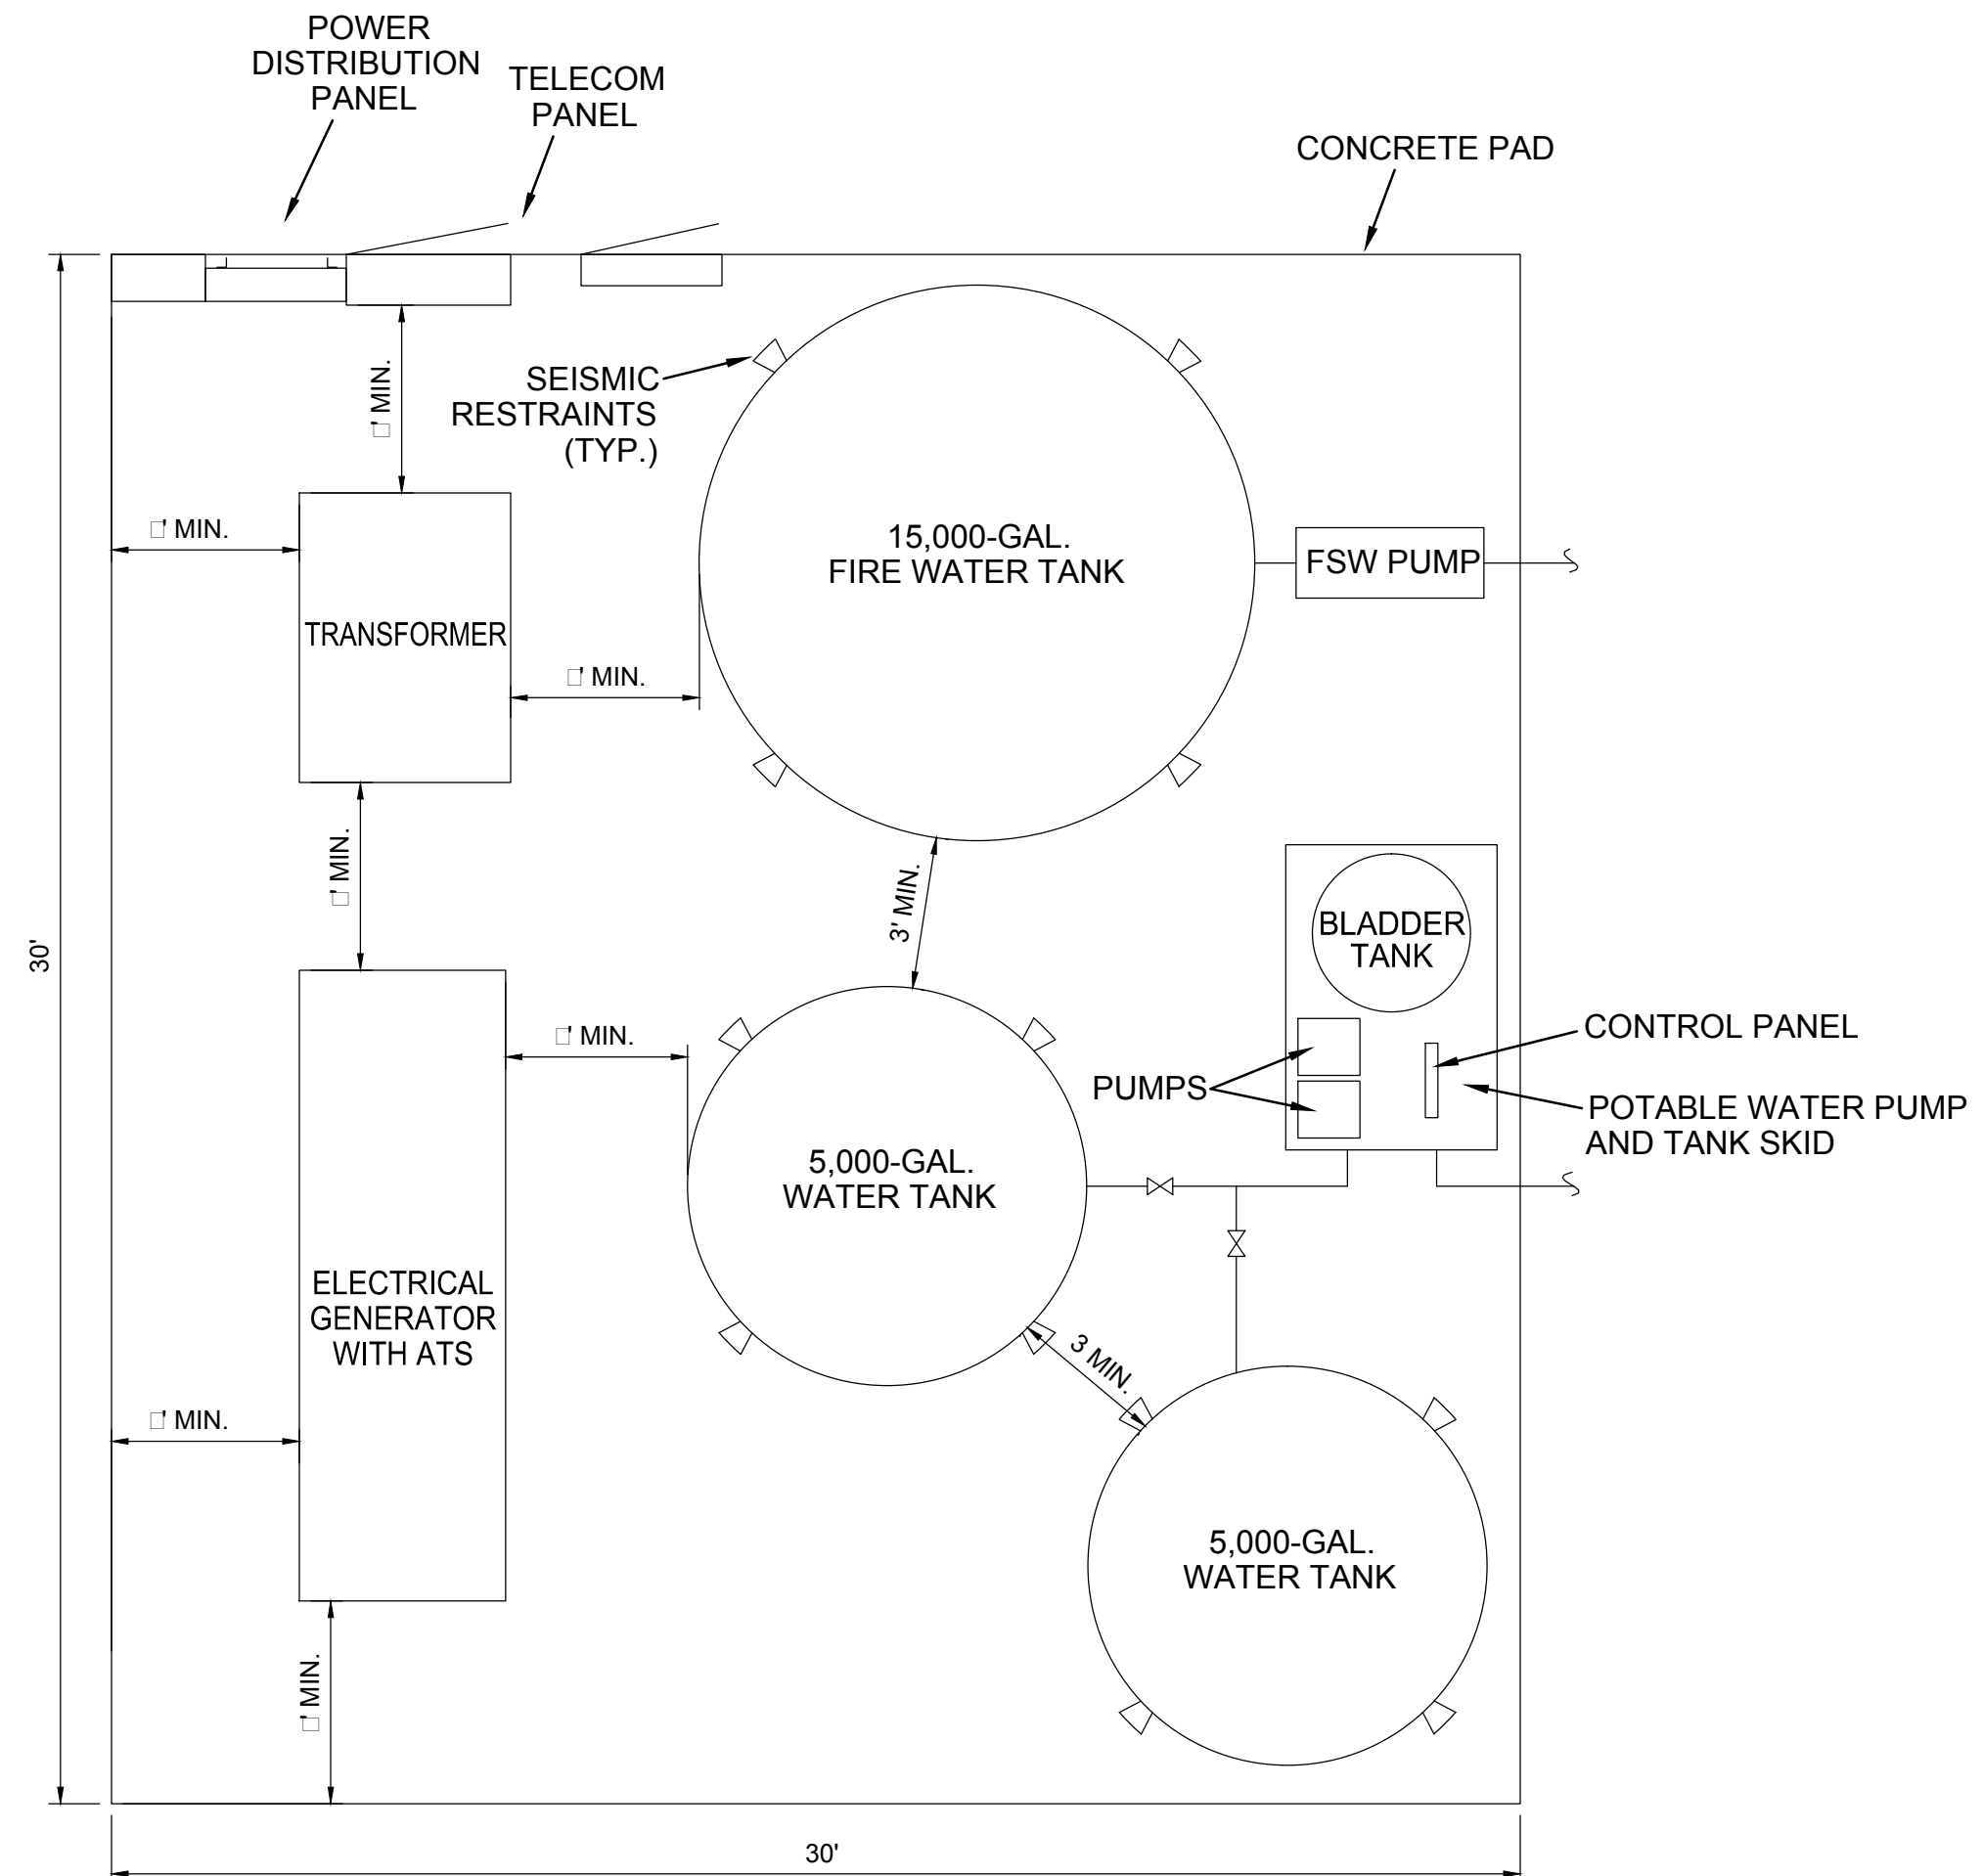 POWER
DISTRIBUTION
PANEL
TELECOM
PANEL
CONCRETE PAD
□' MIN.
SEISMIC
RESTRAINTS
(TYP.)
□' MIN.
15,000-GAL.
FIRE WATER TANK
FSW PUMP
TRANSFORMER
□' MIN.
□' MIN.
3' MIN.
30'
BLADDER
TANK
□' MIN.
CONTROL PANEL
PUMPS
POTABLE WATER PUMP
AND TANK SKID
5,000-GAL.
WATER TANK
ELECTRICAL
GENERATOR
WITH ATS
3 MIN.
□' MIN.
5,000-GAL.
WATER TANK
□' MIN.
30'